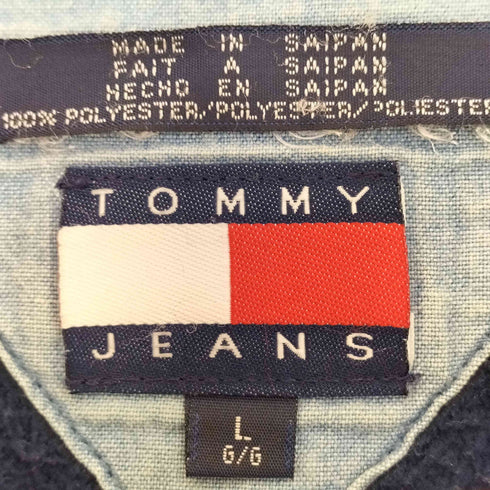 MADE IN SAIPAN
FAIT A SAIPAN
HECHO EN SAIPAN
100% POLYESTER/POLYESTER/POLIESTER
TOMMY
JEANS
L
G/G